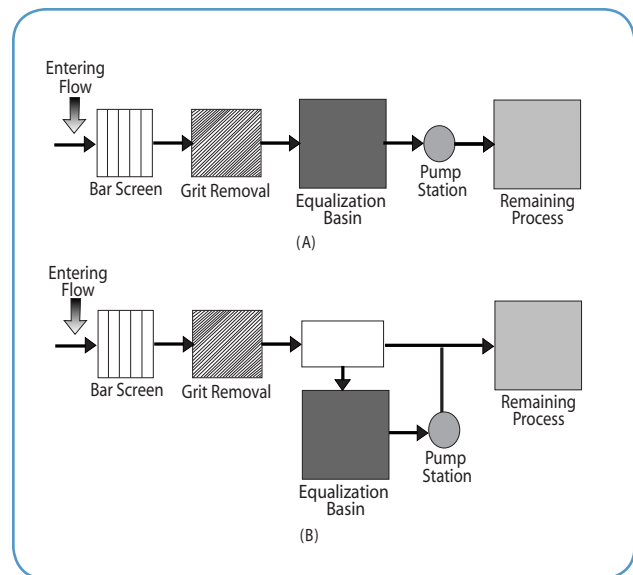 Entering
Flow
Bar Screen
Grit Removal
Equalization
Basin
Pump
Station
Remaining
Process
(A)
Entering
Flow
Bar Screen
Grit Removal
Equalization
Basin
Pump
Station
Remaining
Process
(B)